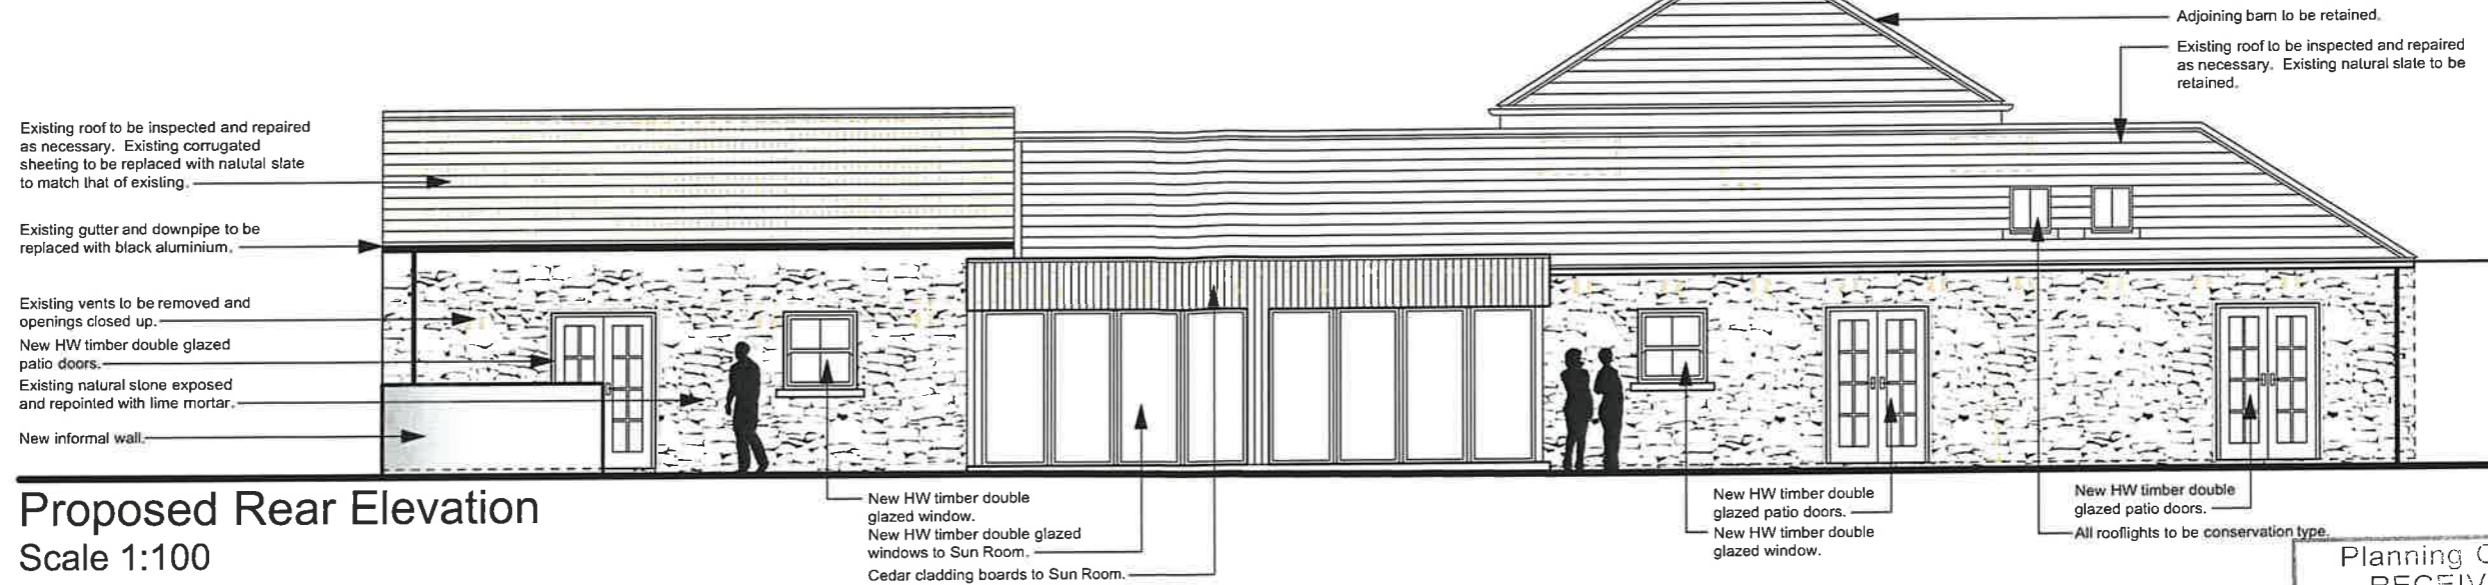 Adjoining barn to be retained.
Existing roof to be inspected and repaired
as necessary. Existing natural slate to be
retained.
Existing roof to be inspected and repaired
as necessary. Existing corrugated
sheeting to be replaced with natutal slate
to match that of existing.
Existing gutter and downpipe to be
replaced with black aluminium.
Existing vents to be removed and
openings closed up.
New HW timber double glazed
patio doors.
Existing natural stone exposed
and repointed with lime mortar.
New informal wall.
Proposed Rear Elevation
Scale 1:100
New HW timber double
glazed window.
New HW timber double glazed
windows to Sun Room.
Cedar cladding boards to Sun Room.
New HW timber double
glazed patio doors.
New HW timber double
glazed window.
New HW timber double
glazed patio doors.
All rooflights to be conservation type.
Planning